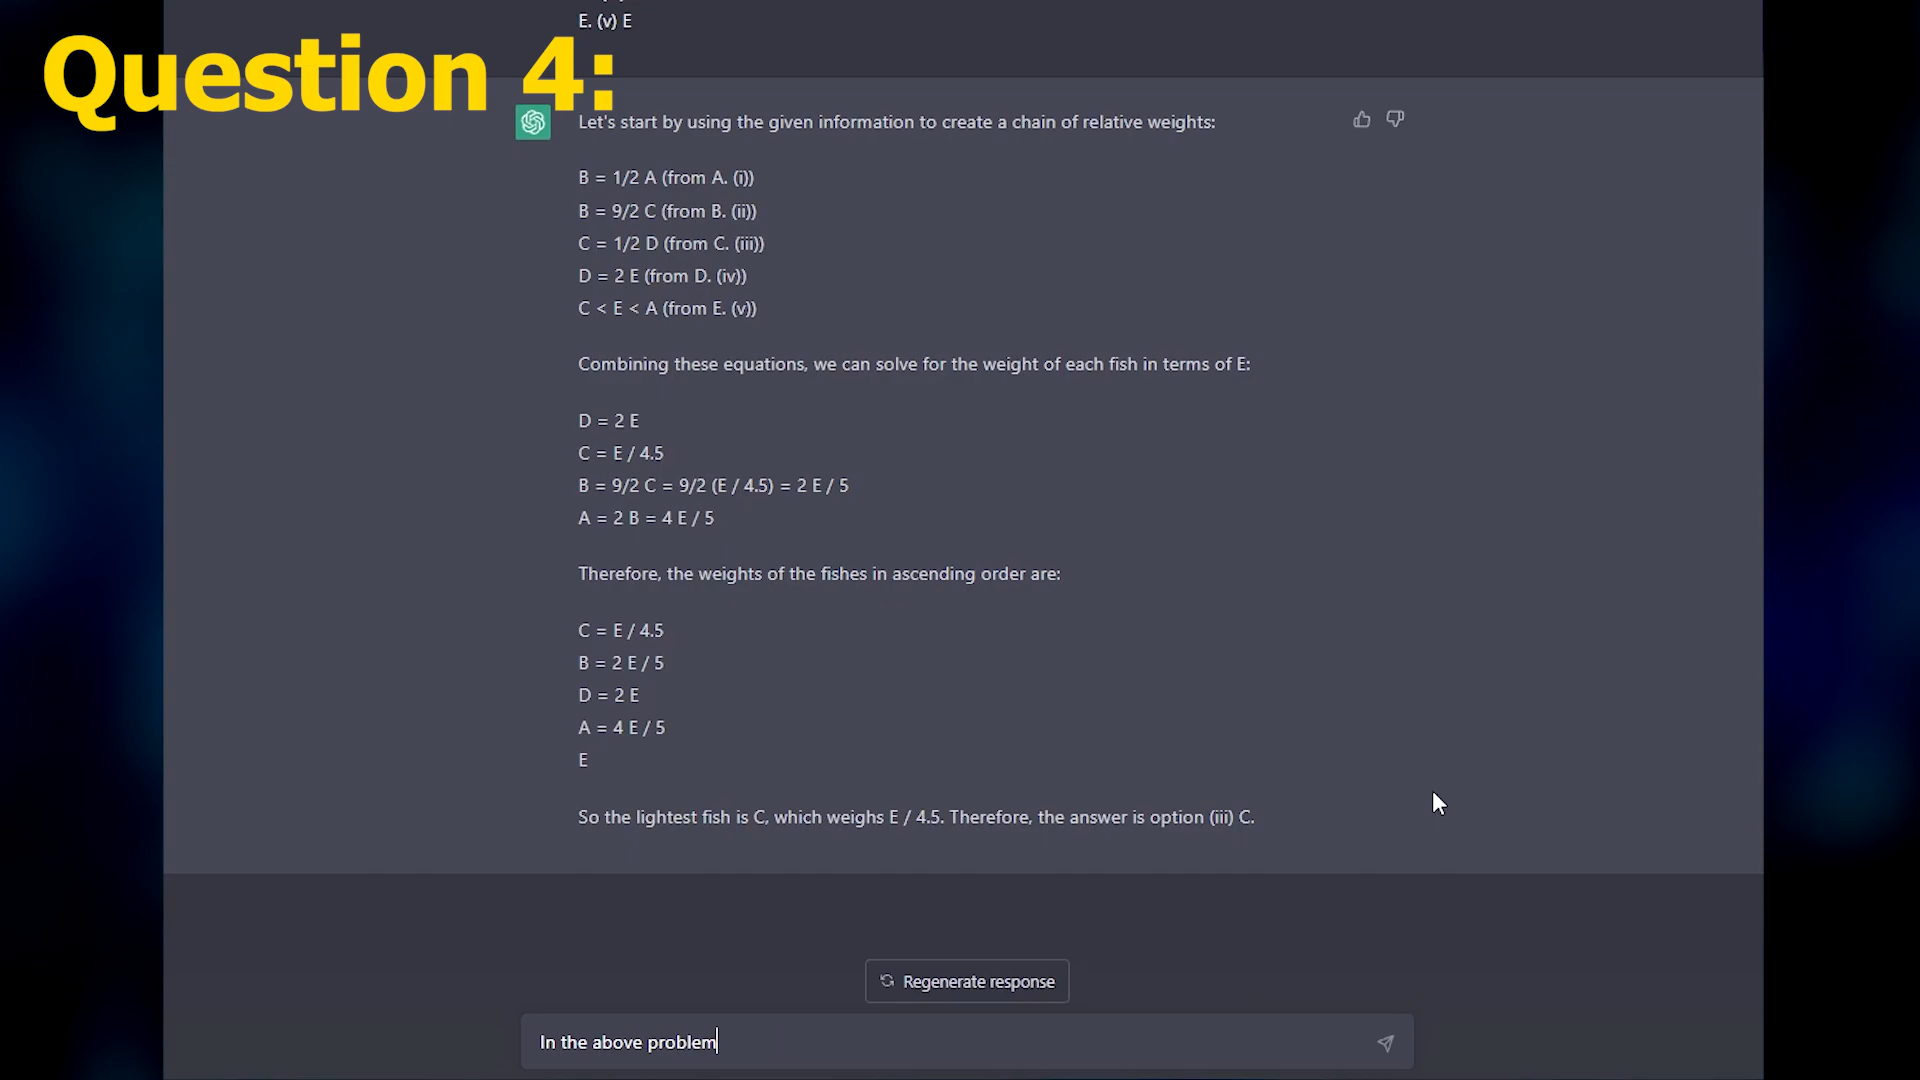 E. (v) E
Question 4:
Let's start by using the given information to create a chain of relative weights:
B = 1/2 A (from A. (i))
B = 9/2 C (from B. (ii))
C = 1/2 D (from C. (iii))
D = 2 E (from D. (iv))
C < E < A (from E. (v))
Combining these equations, we can solve for the weight of each fish in terms of E:
D = 2 E
C = E / 4.5
B = 9/2 C = 9/2 (E / 4.5) = 2 E / 5
A = 2 B = 4 E / 5
Therefore, the weights of the fishes in ascending order are:
C = E / 4.5
B = 2 E / 5
D = 2 E
A = 4 E / 5
E
So the lightest fish is C, which weighs E / 4.5. Therefore, the answer is option (iii) C.
Regenerate response
In the above problem